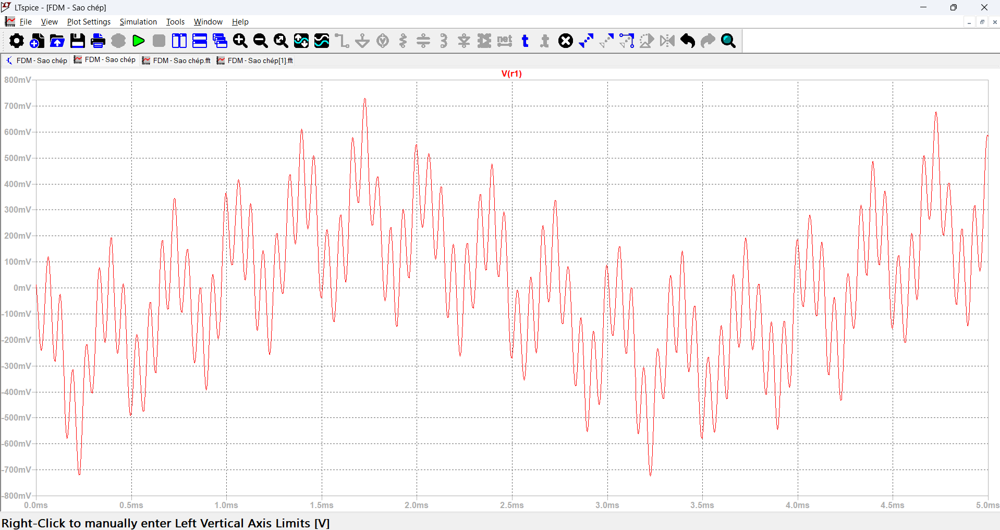 LTspice - [FDM - Sao chép]
File View Plot Settings Simulation Tools Window Help
net t t
FDM - Sao chép FDM - Sao chép FDM - Sao chép.fft FDM - Sao chép[1].fft
V(r1)
800mV
700mV
600mV
500mV
400mV
300mV
200mV
100mV
0mV
-100mV
-200mV
-300mV
-400mV
-500mV
-600mV
-700mV
-800mV
0.0ms 0.5ms 1.0ms 1.5ms 2.0ms 2.5ms 3.0ms 3.5ms 4.0ms 4.5ms 5.0ms
Right-Click to manually enter Left Vertical Axis Limits [V]